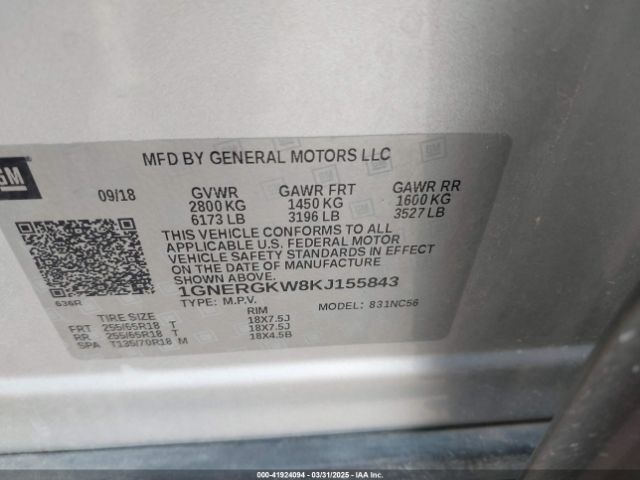 GM
MFD BY GENERAL MOTORS LLC
09/18 GVWR GAWR FRT GAWR RR
2800 KG 1450 KG 1600 KG
6173 LB 3196 LB 3527 LB
THIS VEHICLE CONFORMS TO ALL
APPLICABLE U.S. FEDERAL MOTOR
VEHICLE SAFETY STANDARDS IN EFFECT
ON THE DATE OF MANUFACTURE
SHOWN ABOVE.
1GNERGKW8KJ155843
636R TYPE: M.P.V. MODEL: 831NC56
TIRE SIZE RIM
FRT 255/65R18 T 18X7.5J
RR 255/65R18 T 18X7.5J
SPA T135/70R18 M 18X4.5B
000-41924094 | 03/31/2025 | IAA Inc.